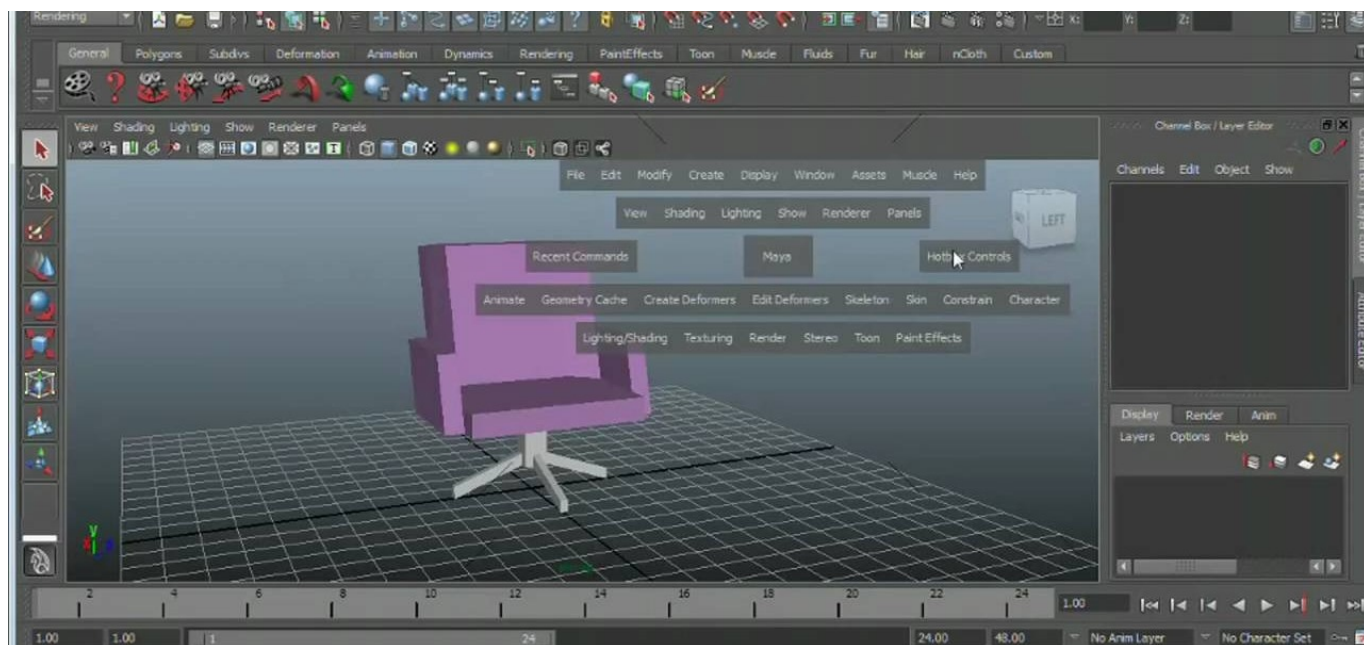 Rendering
X: Y: Z:
General Polygons Subdivs Deformation Animation Dynamics Rendering PaintEffects Toon Muscle Fluids Fur Hair nCloth Custom
View Shading Lighting Show Renderer Panels
Channel Box / Layer Editor
Channels Edit Object Show
File Edit Modify Create Display Window Assets Muscle Help
View Shading Lighting Show Renderer Panels
LEFT
Recent Commands Maya Hotbox Controls
Animate Geometry Cache Create Deformers Edit Deformers Skeleton Skin Constrain Character
Lighting/Shading Texturing Render Stereo Toon Paint Effects
Attribute Editor
Display Render Anim
Layers Options Help
y
2 4 6 8 10 12 14 16 18 20 22 24 1.00
1.00 1.00 1 24 24.00 48.00 No Anim Layer No Character Set